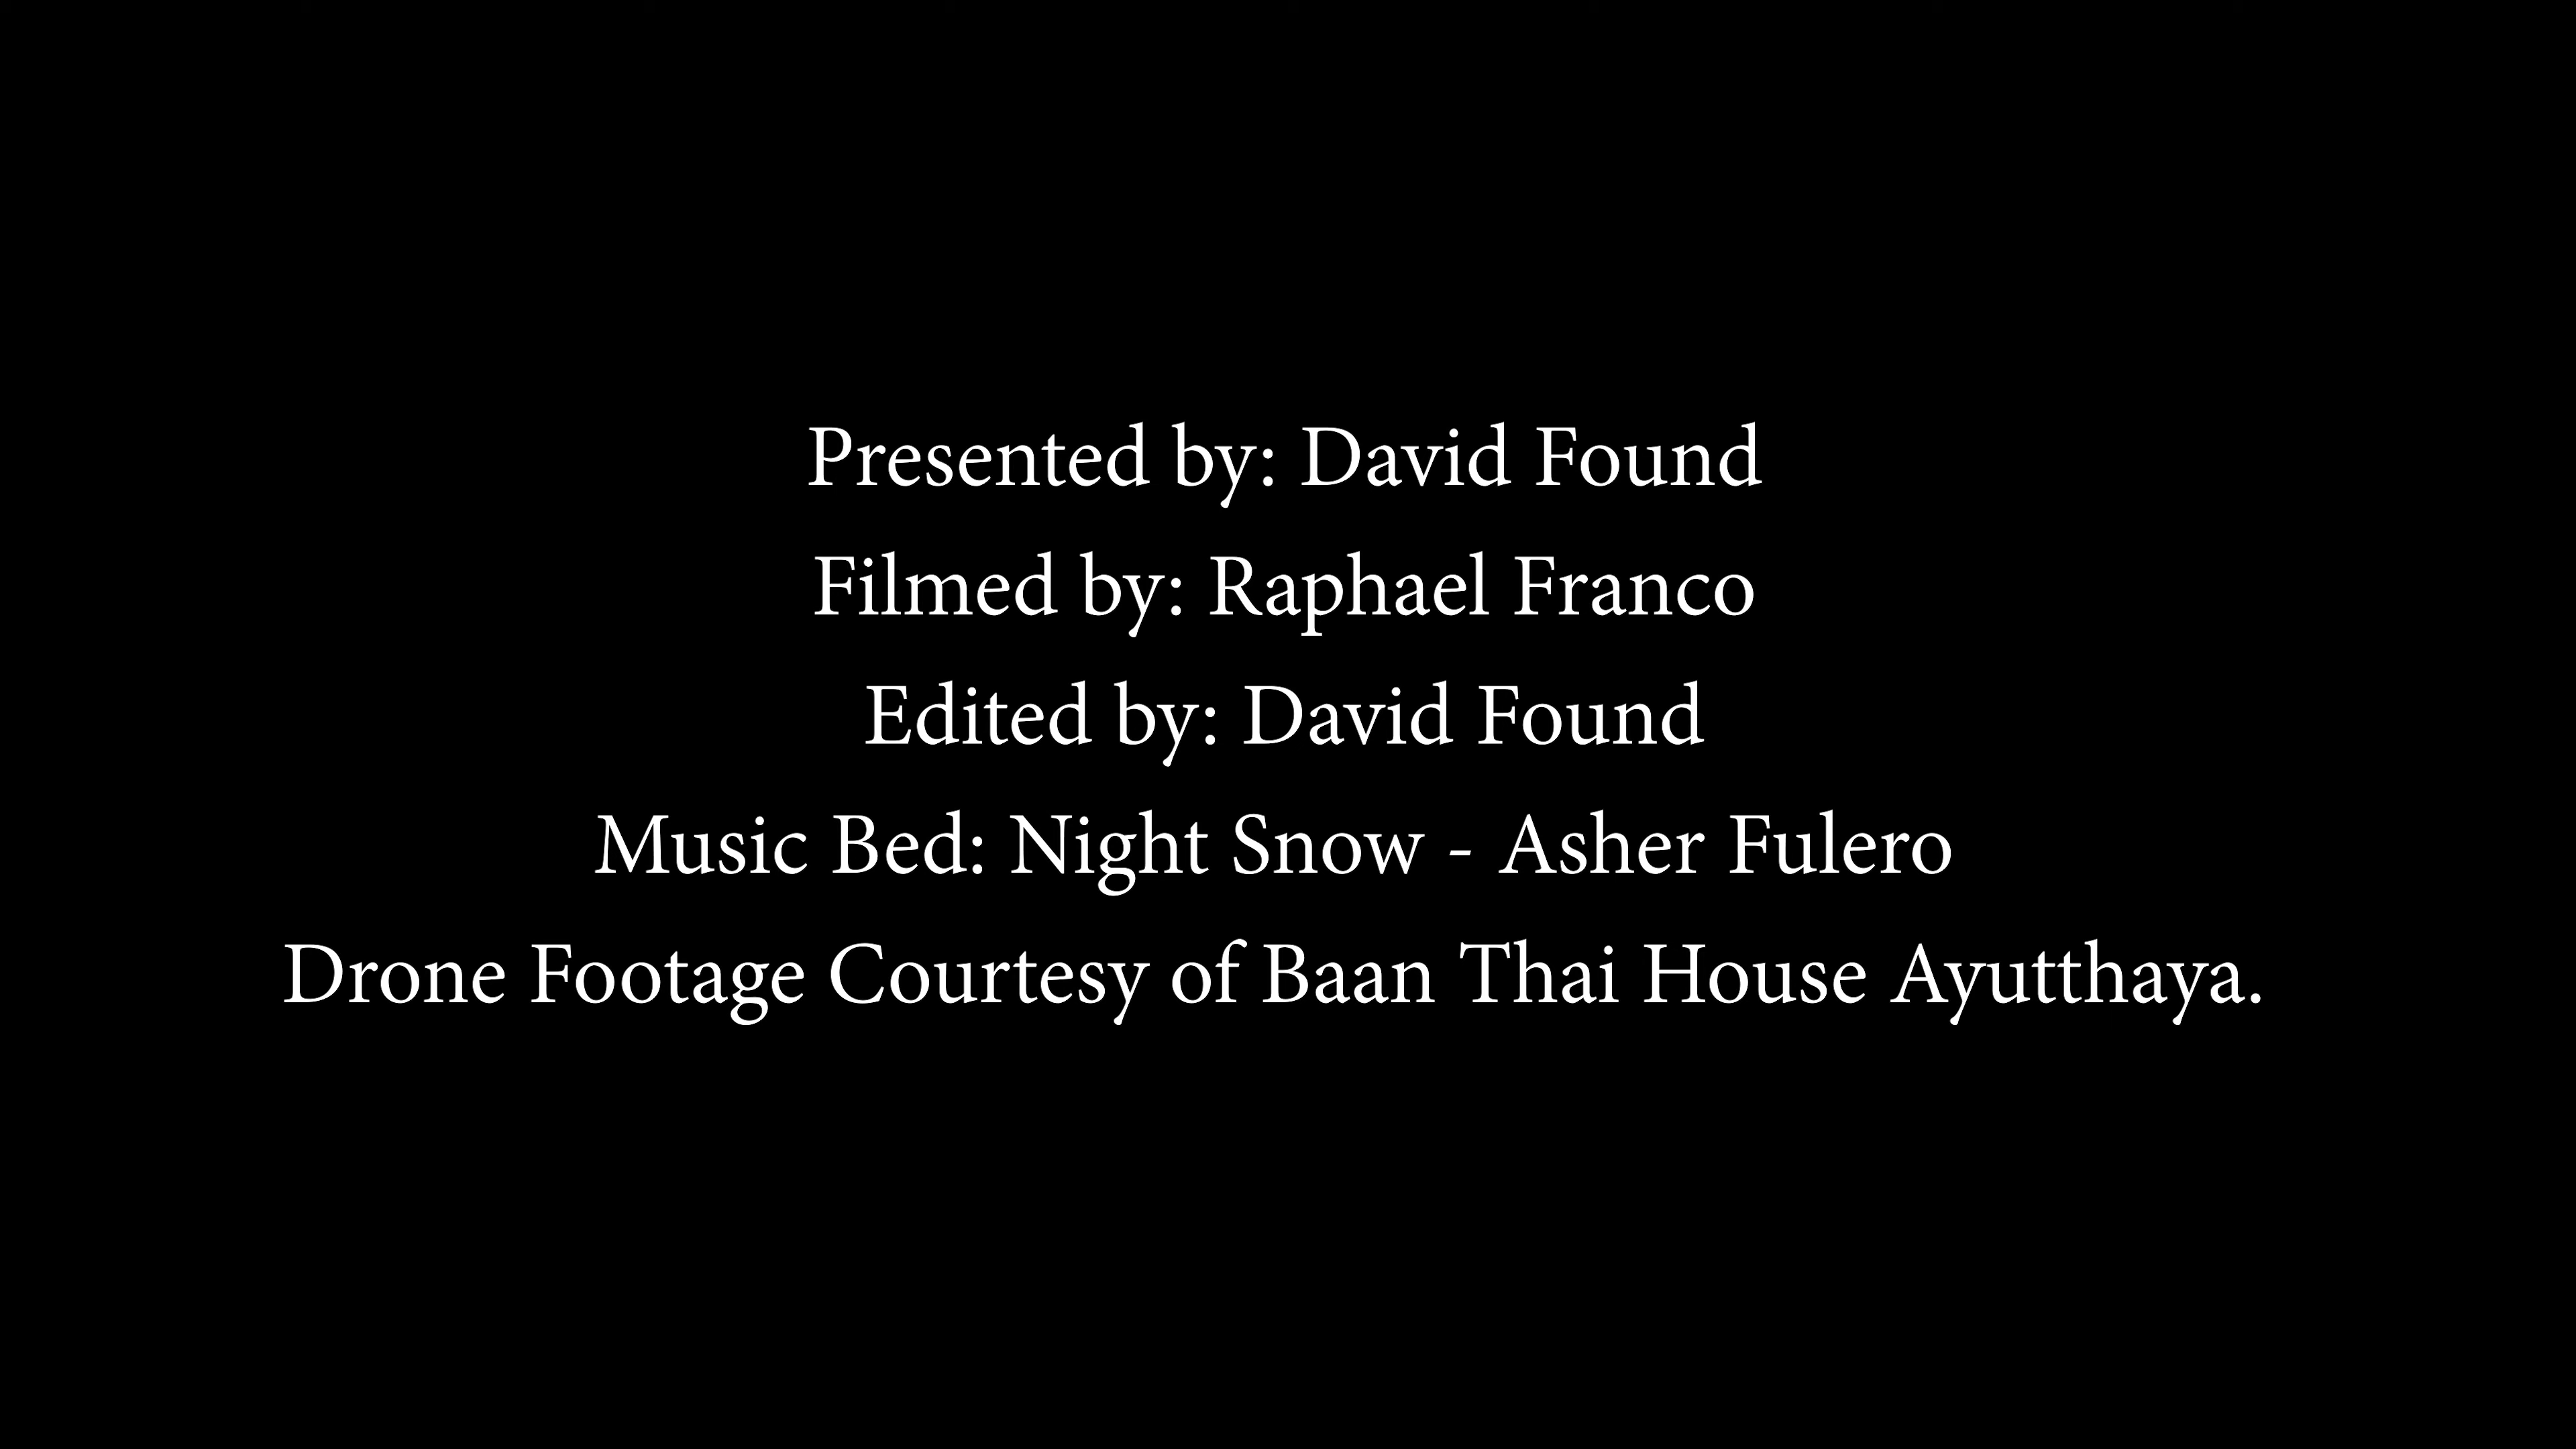 Presented by: David Found
Filmed by: Raphael Franco
Edited by: David Found
Music Bed: Night Snow - Asher Fulero
Drone Footage Courtesy of Baan Thai House Ayutthaya.